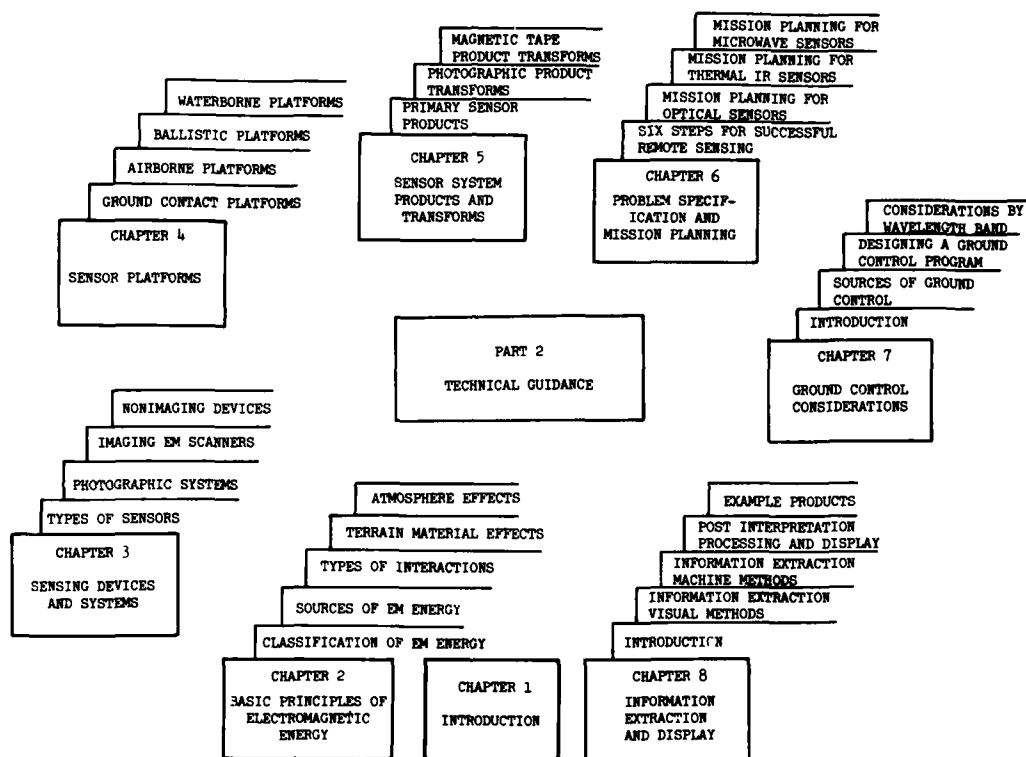 MISSION PLANNING FOR
MICROWAVE SENSORS
MISSION PLANNING FOR
THERMAL IR SENSORS
MISSION PLANNING FOR
OPTICAL SENSORS
SIX STEPS FOR SUCCESSFUL
REMOTE SENSING
CHAPTER 6
PROBLEM SPECIF-
ICATION AND
MISSION PLANNING
MAGNETIC TAPE
PRODUCT TRANSFORMS
PHOTOGRAPHIC PRODUCT
TRANSFORMS
PRIMARY SENSOR
PRODUCTS
CHAPTER 5
SENSOR SYSTEM
PRODUCTS AND
TRANSFORMS
WATERBORNE PLATFORMS
BALLISTIC PLATFORMS
AIRBORNE PLATFORMS
GROUND CONTACT PLATFORMS
CHAPTER 4
SENSOR PLATFORMS
CONSIDERATIONS BY
WAVELENGTH BAND
DESIGNING A GROUND
CONTROL PROGRAM
SOURCES OF GROUND
CONTROL
INTRODUCTION
CHAPTER 7
GROUND CONTROL
CONSIDERATIONS
PART 2
TECHNICAL GUIDANCE
NONIMAGING DEVICES
IMAGING EM SCANNERS
PHOTOGRAPHIC SYSTEMS
TYPES OF SENSORS
CHAPTER 3
SENSING DEVICES
AND SYSTEMS
ATMOSPHERE EFFECTS
TERRAIN MATERIAL EFFECTS
TYPES OF INTERACTIONS
SOURCES OF EM ENERGY
CLASSIFICATION OF EM ENERGY
CHAPTER 2
BASIC PRINCIPLES OF
ELECTROMAGNETIC
ENERGY
CHAPTER 1
INTRODUCTION
EXAMPLE PRODUCTS
POST INTERPRETATION
PROCESSING AND DISPLAY
INFORMATION EXTRACTION
MACHINE METHODS
INFORMATION EXTRACTION
VISUAL METHODS
INTRODUCTION
CHAPTER 8
INFORMATION
EXTRACTION
AND DISPLAY